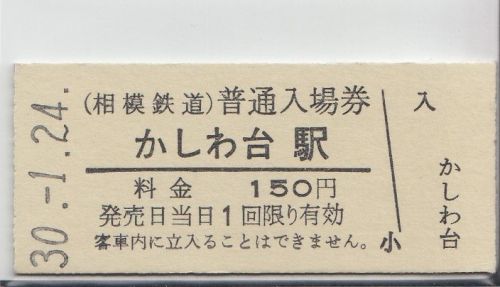 30.-1.24.
(相模鉄道)普通入場券
かしわ台駅
料金 150円
発売日当日1回限り有効
客車内に立入ることはできません。
小
入
かしわ台